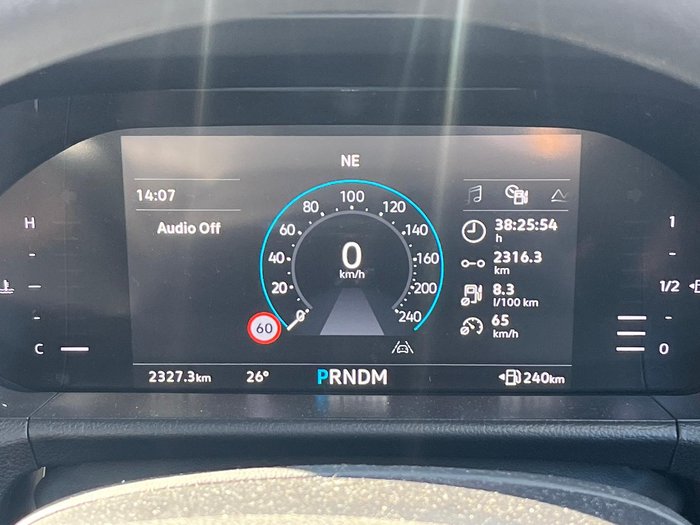 NE
14:07
Audio Off
0
20
40
60
80
100
120
140
160
200
240
0
km/h
60
38:25:54
h
2316.3
km
8.3
l/100 km
65
km/h
H
C
1
1/2
0
2327.3km
26°
PRNDM
240km